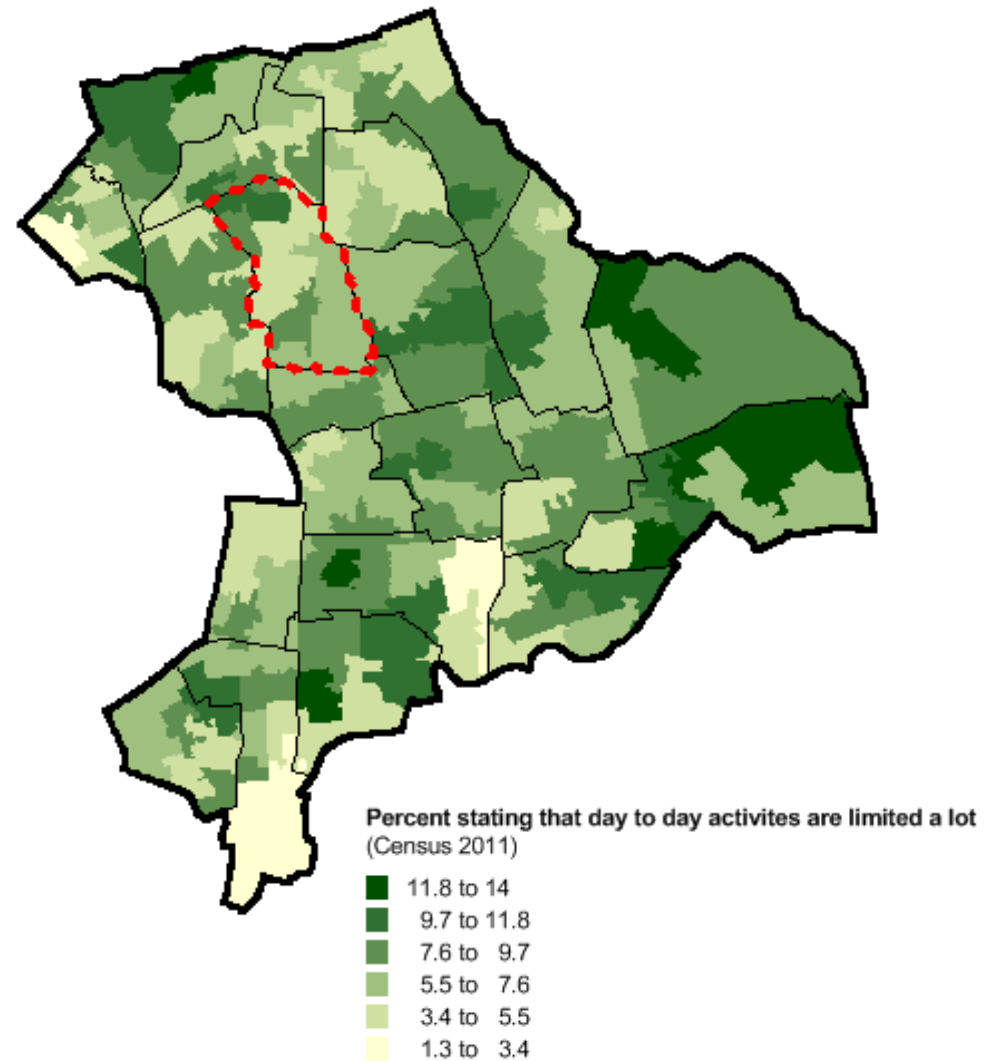 Percent stating that day to day activites are limited a lot
(Census 2011)
11.8 to 14
9.7 to 11.8
7.6 to 9.7
5.5 to 7.6
3.4 to 5.5
1.3 to 3.4